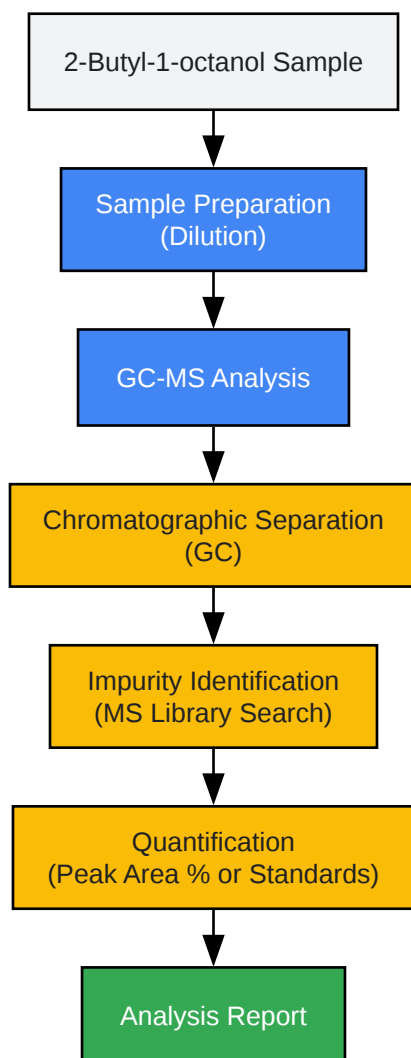 2-Butyl-1-octanol Sample
Sample Preparation
(Dilution)
GC-MS Analysis
Chromatographic Separation
(GC)
Impurity Identification
(MS Library Search)
Quantification
(Peak Area % or Standards)
Analysis Report